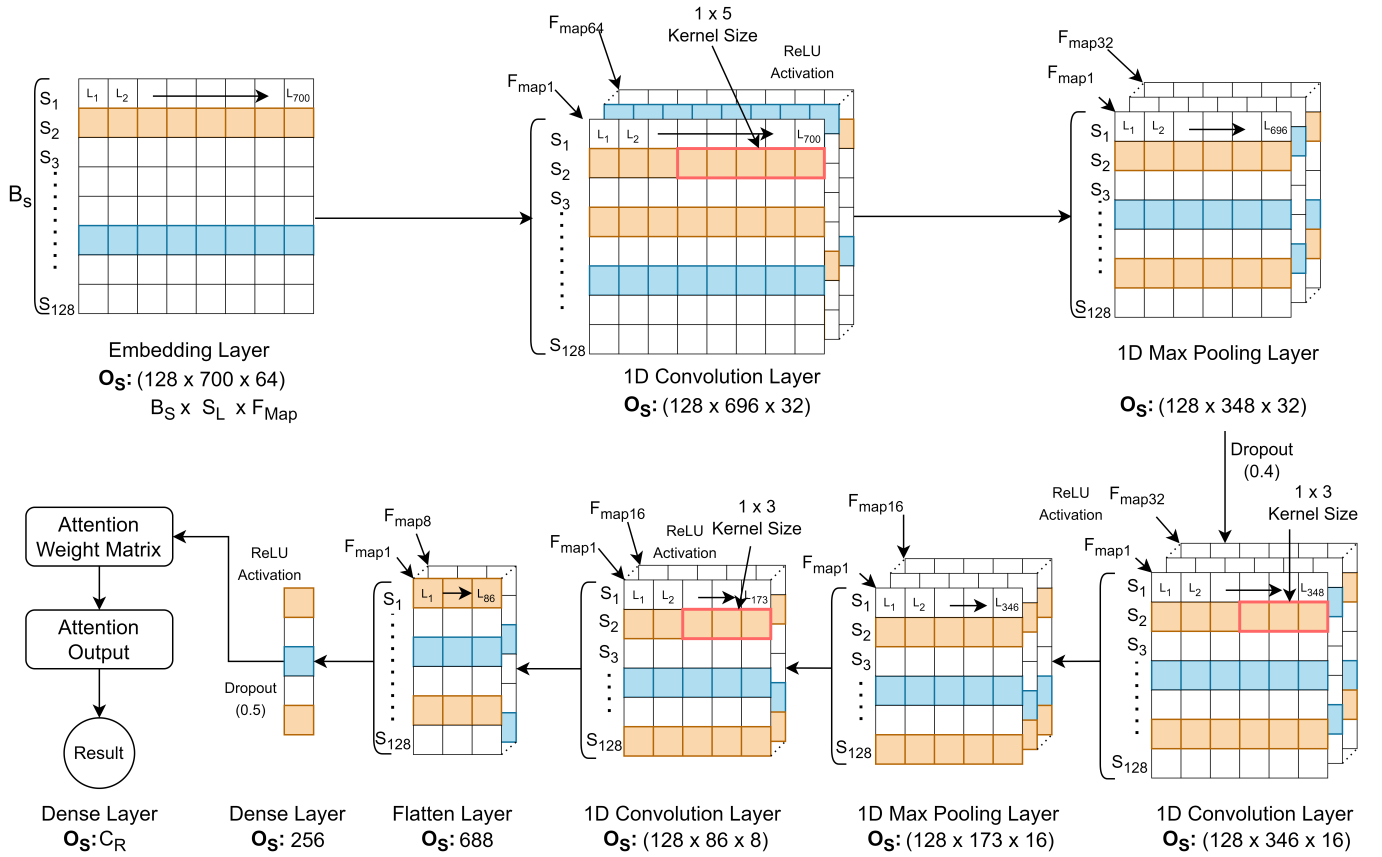 S1
S2
S3
S128
Bs
L1 L2 L700
Embedding Layer
OS: (128 x 700 x 64)
BS x SL x FMap
Fmap64
Fmap1
1 x 5
Kernel Size
ReLU
Activation
S1
S2
S3
S128
L1 L2 L700
1D Convolution Layer
OS: (128 x 696 x 32)
Fmap32
Fmap1
S1
S2
S3
S128
L1 L2 L696
1D Max Pooling Layer
OS: (128 x 348 x 32)
Dropout
(0.4)
ReLU
Activation
Fmap32
Fmap1
1 x 3
Kernel Size
S1
S2
S3
S128
L1 L2 L348
1D Convolution Layer
OS: (128 x 346 x 16)
Fmap16
Fmap1
S1
S2
S3
S128
L1 L2 L346
1D Max Pooling Layer
OS: (128 x 173 x 16)
Fmap16
Fmap1
ReLU
Activation
1 x 3
Kernel Size
S1
S2
S3
S128
L1 L2 L173
1D Convolution Layer
OS: (128 x 86 x 8)
Fmap8
Fmap1
S1
S128
L1 L86
Flatten Layer
OS: 688
ReLU
Activation
Dropout
(0.5)
Dense Layer
OS: 256
Attention
Weight Matrix
Attention
Output
Result
Dense Layer
OS:CR